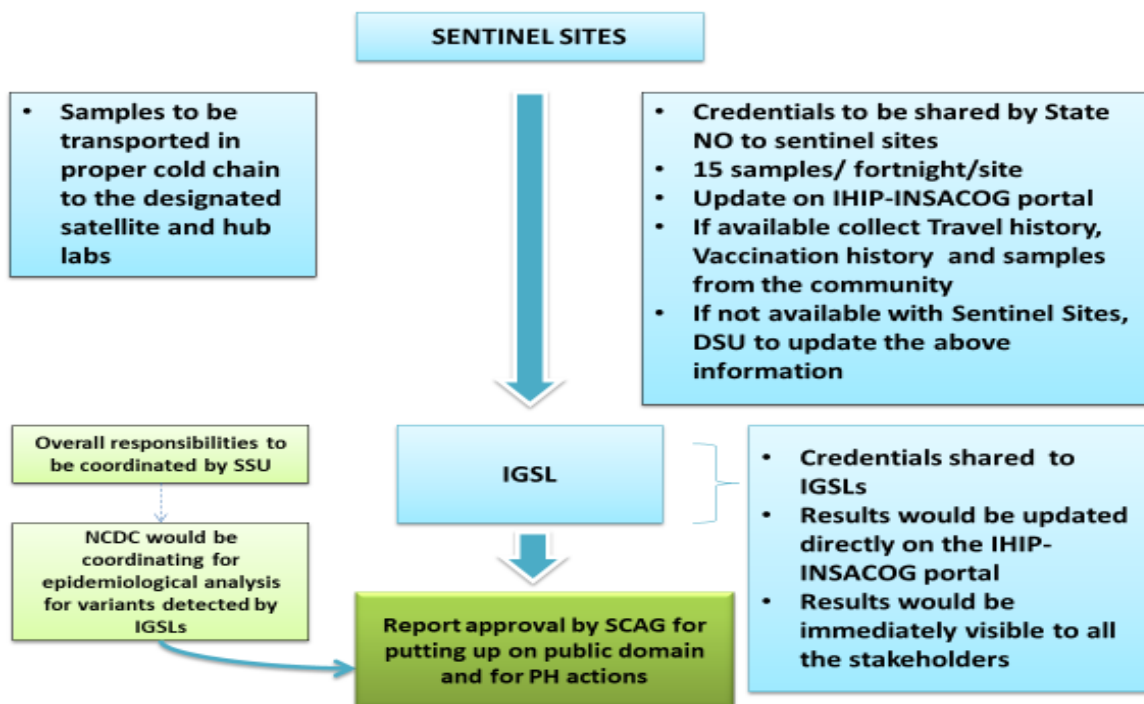 SENTINEL SITES
• Samples to be
transported in
proper cold chain
to the designated
satellite and hub
labs
• Credentials to be shared by State
NO to sentinel sites
• 15 samples/ fortnight/site
• Update on IHIP-INSACOG portal
• If available collect Travel history,
Vaccination history and samples
from the community
• If not available with Sentinel Sites,
DSU to update the above
information
Overall responsibilities to
be coordinated by SSU
NCDC would be
coordinating for
epidemiological analysis
for variants detected by
IGSLs
IGSL
• Credentials shared to
IGSLs
• Results would be updated
directly on the IHIP-
INSACOG portal
• Results would be
immediately visible to all
the stakeholders
Report approval by SCAG for
putting up on public domain
and for PH actions